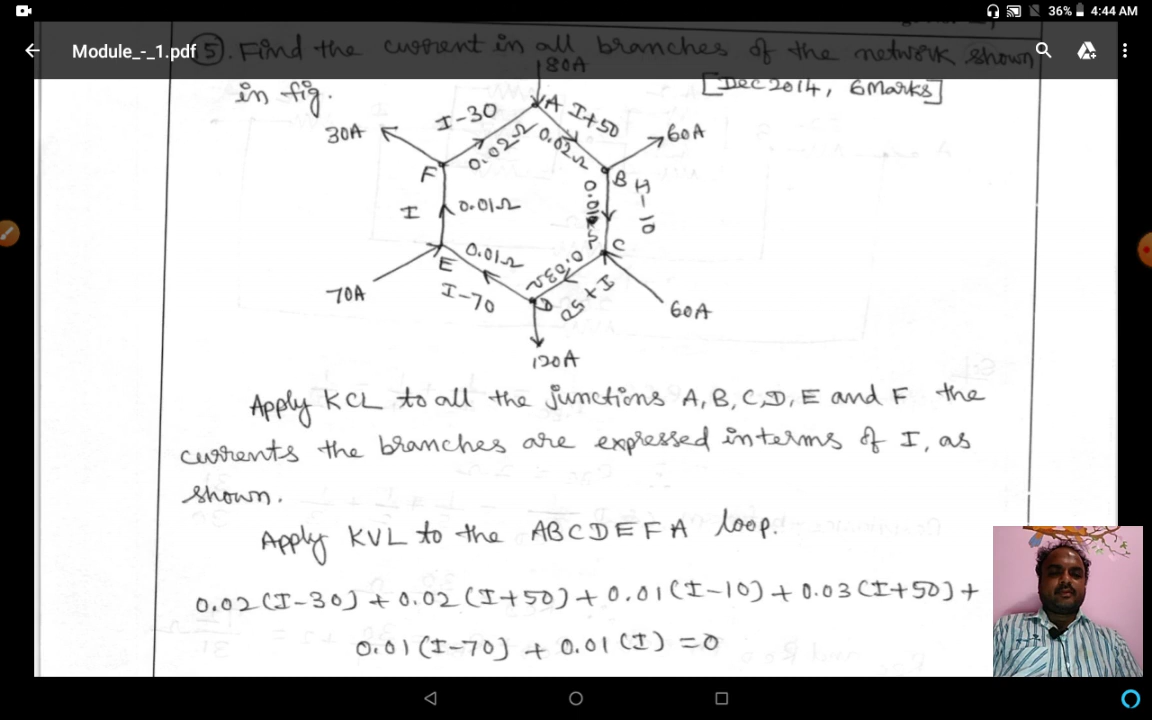 36% 4:44 AM
Module_-_1.pdf
5. Find the current in all branches of the network shown
in fig. [Dec2014, 6Marks]
80A
I-30
A
I+50
30A
60A
0.02Ω
0.02Ω
F
B
I
0.01Ω
I-10
C
0.01Ω
0.03Ω
E
70A
I-70
D
I+50
60A
120A
Apply KCL to all the junctions A, B, C, D, E and F the
currents the branches are expressed interms of I, as
shown.
Apply KVL to the ABCDEFA loop.
0.02(I-30) + 0.02(I+50) + 0.01(I-10) + 0.03(I+50) +
0.01(I-70) + 0.01(I) = 0